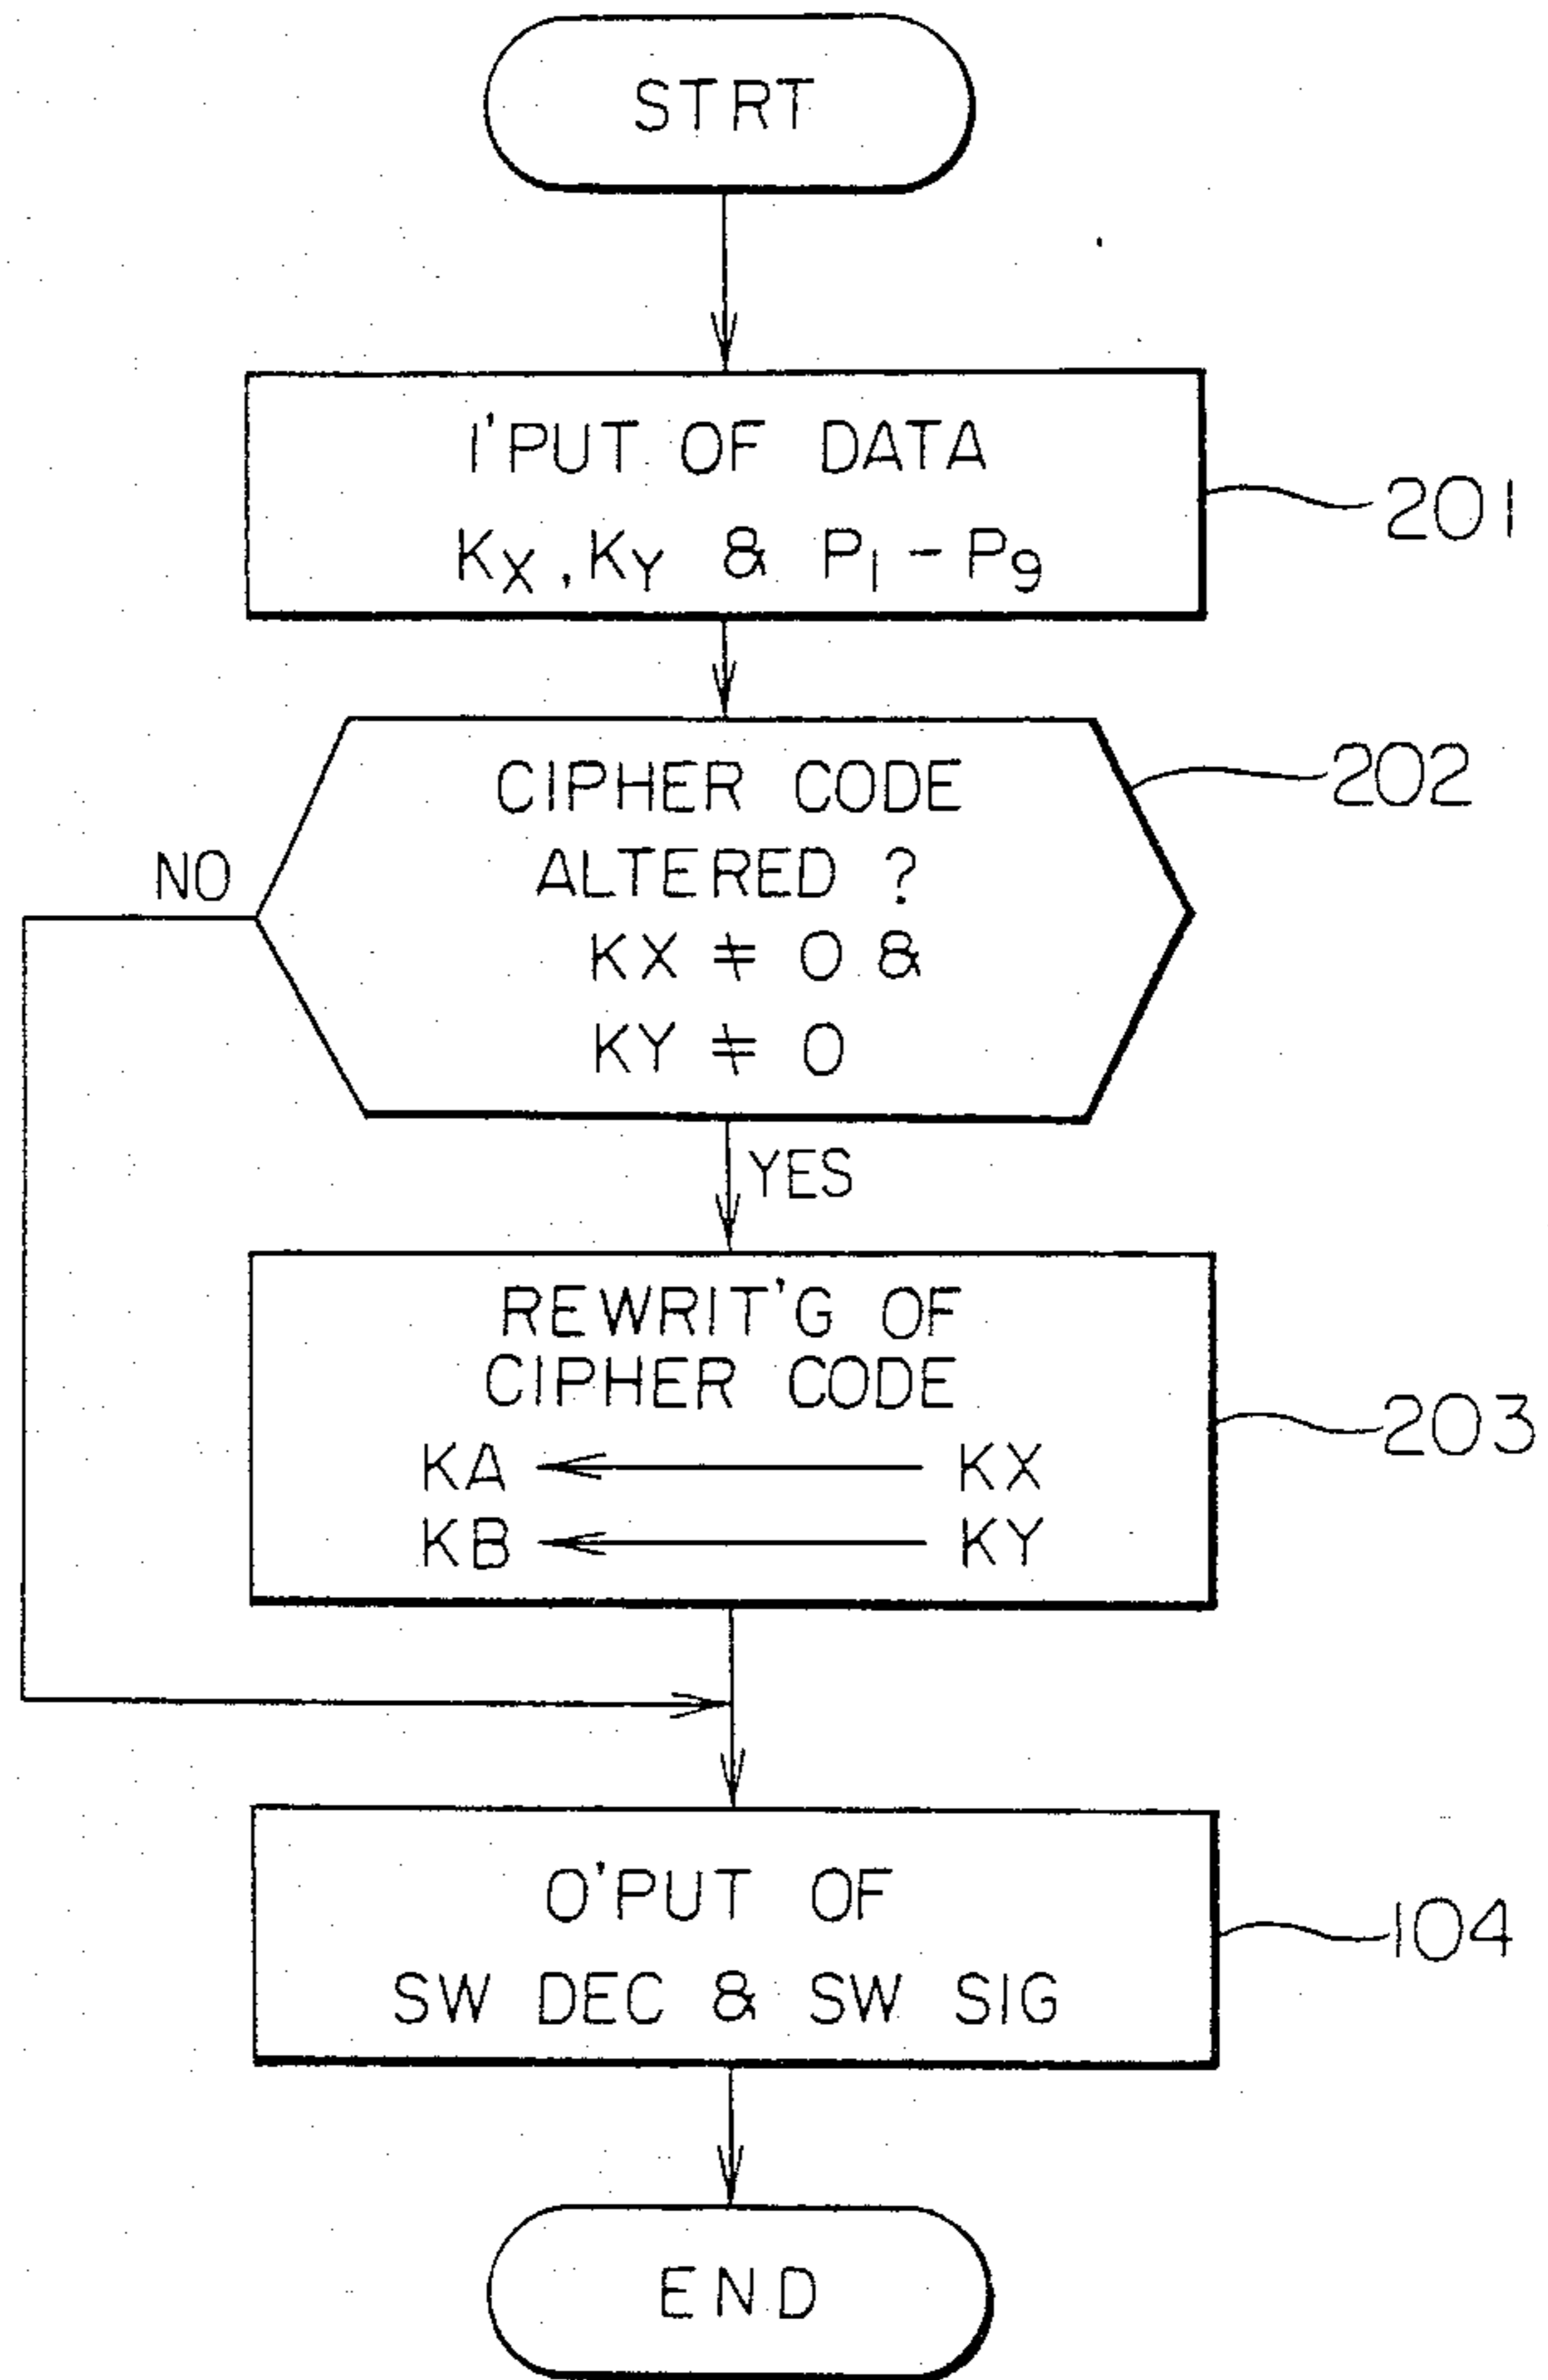 STRT
I'PUT OF DATA
KX, KY & P1 - P9
201
CIPHER CODE
ALTERED ?
KX ≠ 0 &
KY ≠ 0
202
NO
YES
REWRIT'G OF
CIPHER CODE
KA ← KX
KB ← KY
203
O'PUT OF
SW DEC & SW SIG
104
END